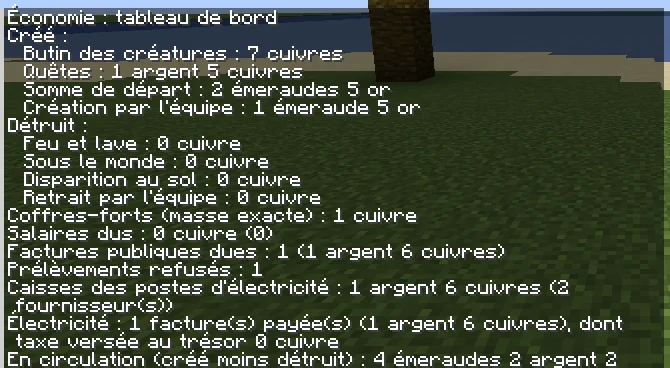 Économie : tableau de bord
Créé :
Butin des créatures : 7 cuivres
Quêtes : 1 argent 5 cuivres
Somme de départ : 2 émeraudes 5 or
Création par l'équipe : 1 émeraude 5 or
Détruit :
Feu et lave : 0 cuivre
Sous le monde : 0 cuivre
Disparition au sol : 0 cuivre
Retrait par l'équipe : 0 cuivre
Coffres-forts (masse exacte) : 1 cuivre
Salaires dus : 0 cuivre (0)
Factures publiques dues : 1 (1 argent 6 cuivres)
Prélèvements refusés : 1
Caisses des postes d'électricité : 1 argent 6 cuivres (2
fournisseur(s))
Électricité : 1 facture(s) payée(s) (1 argent 6 cuivres), dont
taxe versée au trésor 0 cuivre
En circulation (créé moins détruit) : 4 émeraudes 2 argent 2